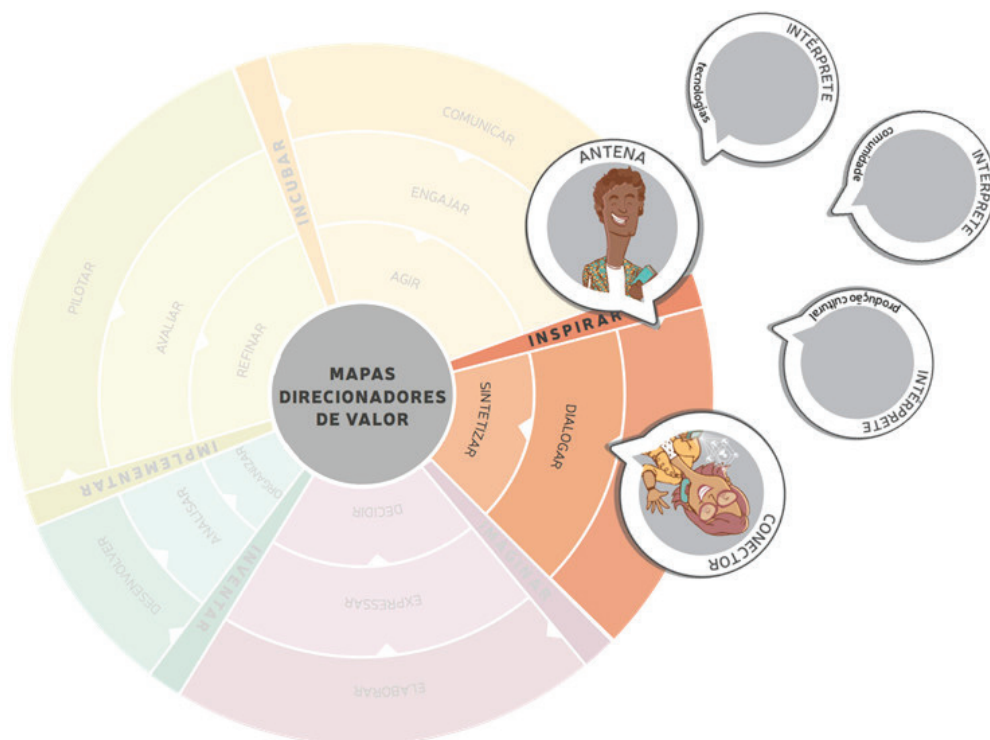 INTÉRPRETE
tecnologias
INTÉRPRETE
comunidade
INTÉRPRETE
produção cultural
ANTENA
CONECTOR
MAPAS
DIRECIONADORES
DE VALOR
INSPIRAR
SINTETIZAR
DIALOGAR
DECIDIR
EXPRESSAR
ELABORAR
INVENTAR
ORGANIZAR
ANALISAR
DESENVOLVER
IMPLEMENTAR
REFINAR
AVALIAR
PILOTAR
INCUBAR
AGIR
ENGAJAR
COMUNICAR